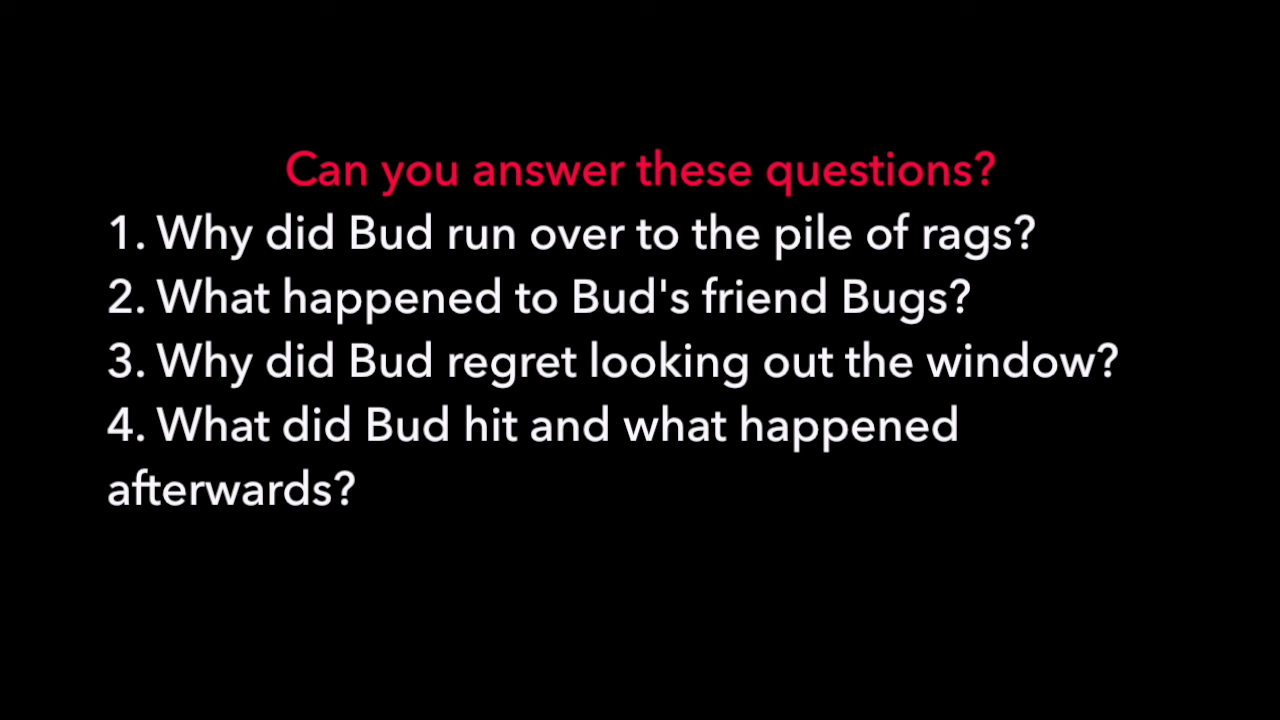 Can you answer these questions?
1. Why did Bud run over to the pile of rags?
2. What happened to Bud's friend Bugs?
3. Why did Bud regret looking out the window?
4. What did Bud hit and what happened
afterwards?